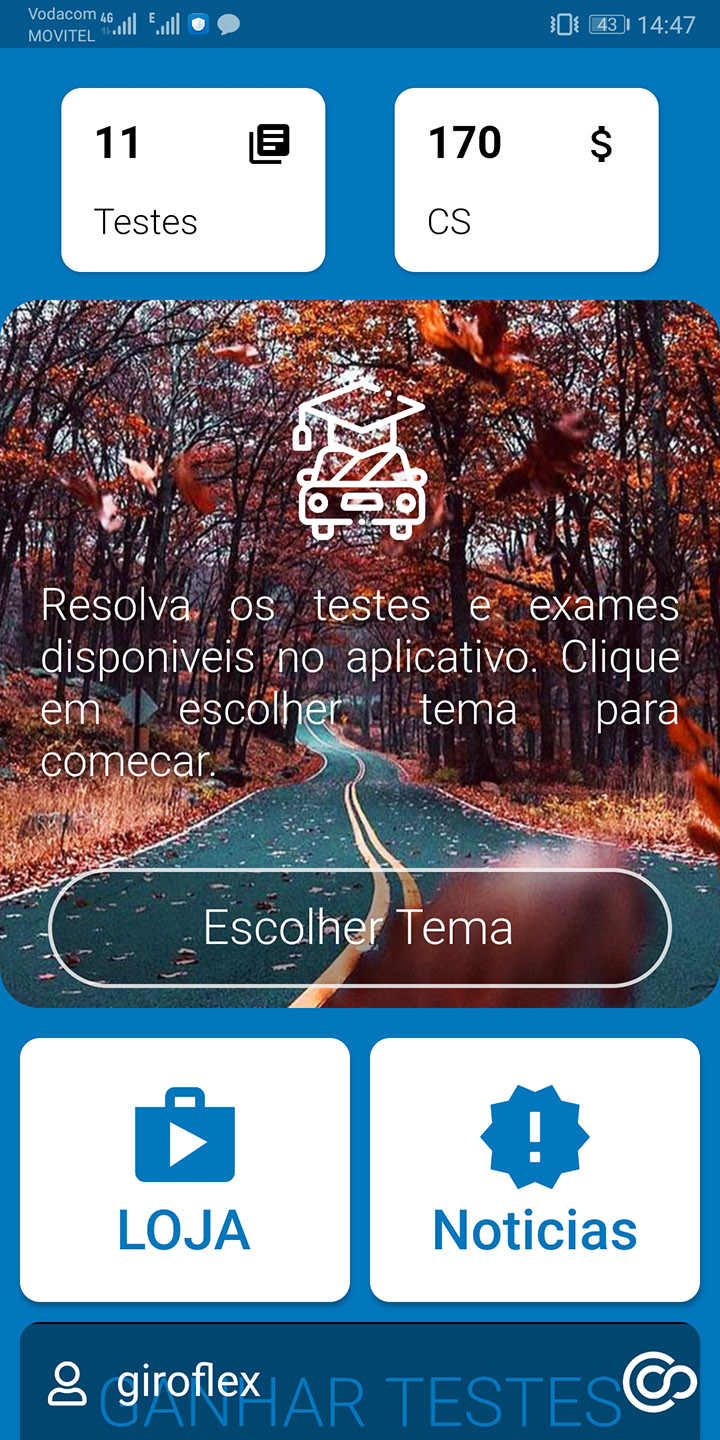 Vodacom 4G E 43 14:47
MOVITEL
11 $
Testes
170
CS
Resolva os testes e exames
disponiveis no aplicativo. Clique
em escolher tema para
comecar.
Escolher Tema
LOJA
Noticias
giroflex
GANHAR TESTES